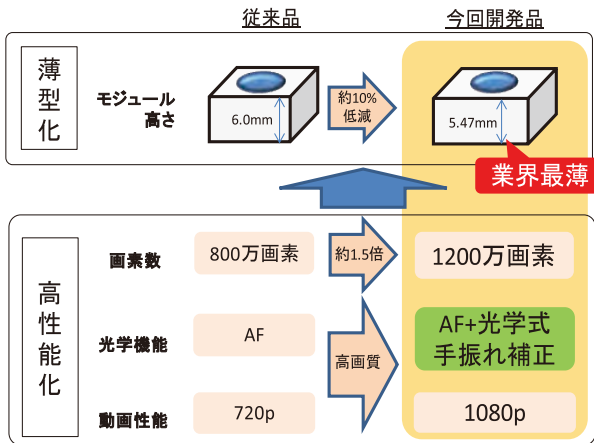 従来品
今回開発品
薄型化
モジュール
高さ
6.0mm
約10%
低減
5.47mm
業界最薄
高性能化
画素数
800万画素
約1.5倍
1200万画素
光学機能
AF
高画質
AF+光学式
手振れ補正
動画性能
720p
1080p